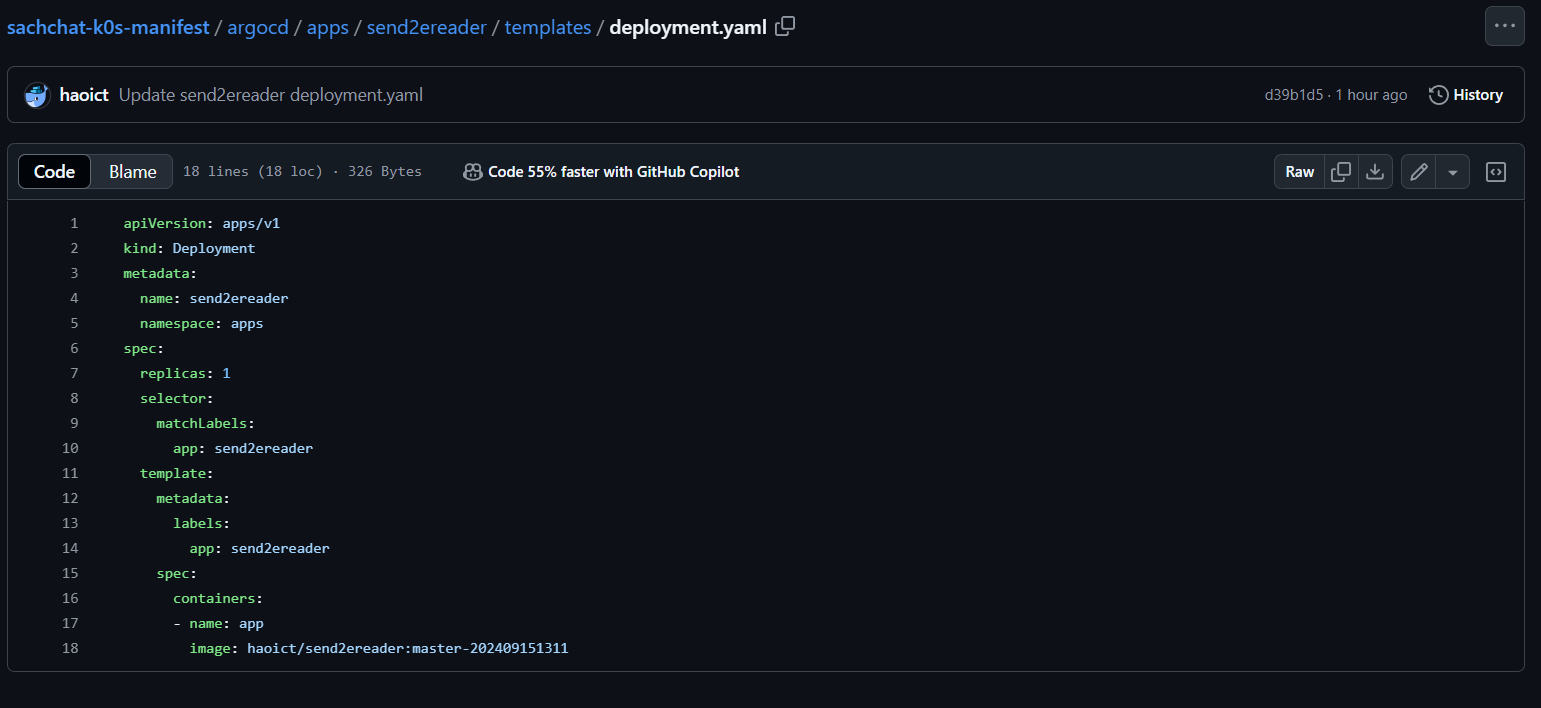 sachchat-k0s-manifest / argocd / apps / send2ereader / templates / deployment.yaml
haoict Update send2ereader deployment.yaml d39b1d5 · 1 hour ago History
Code Blame 18 lines (18 loc) · 326 Bytes Code 55% faster with GitHub Copilot Raw
1 apiVersion: apps/v1
2 kind: Deployment
3 metadata:
4   name: send2ereader
5   namespace: apps
6 spec:
7   replicas: 1
8   selector:
9     matchLabels:
10       app: send2ereader
11   template:
12     metadata:
13       labels:
14         app: send2ereader
15     spec:
16       containers:
17       - name: app
18         image: haoict/send2ereader:master-202409151311